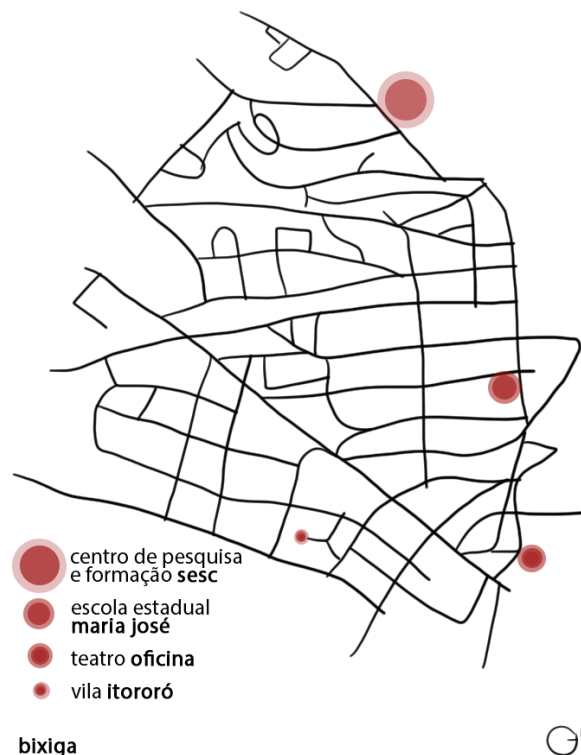 centro de pesquisa
e formação sesc
escola estadual
maria josé
teatro oficina
vila itororó
bixiga